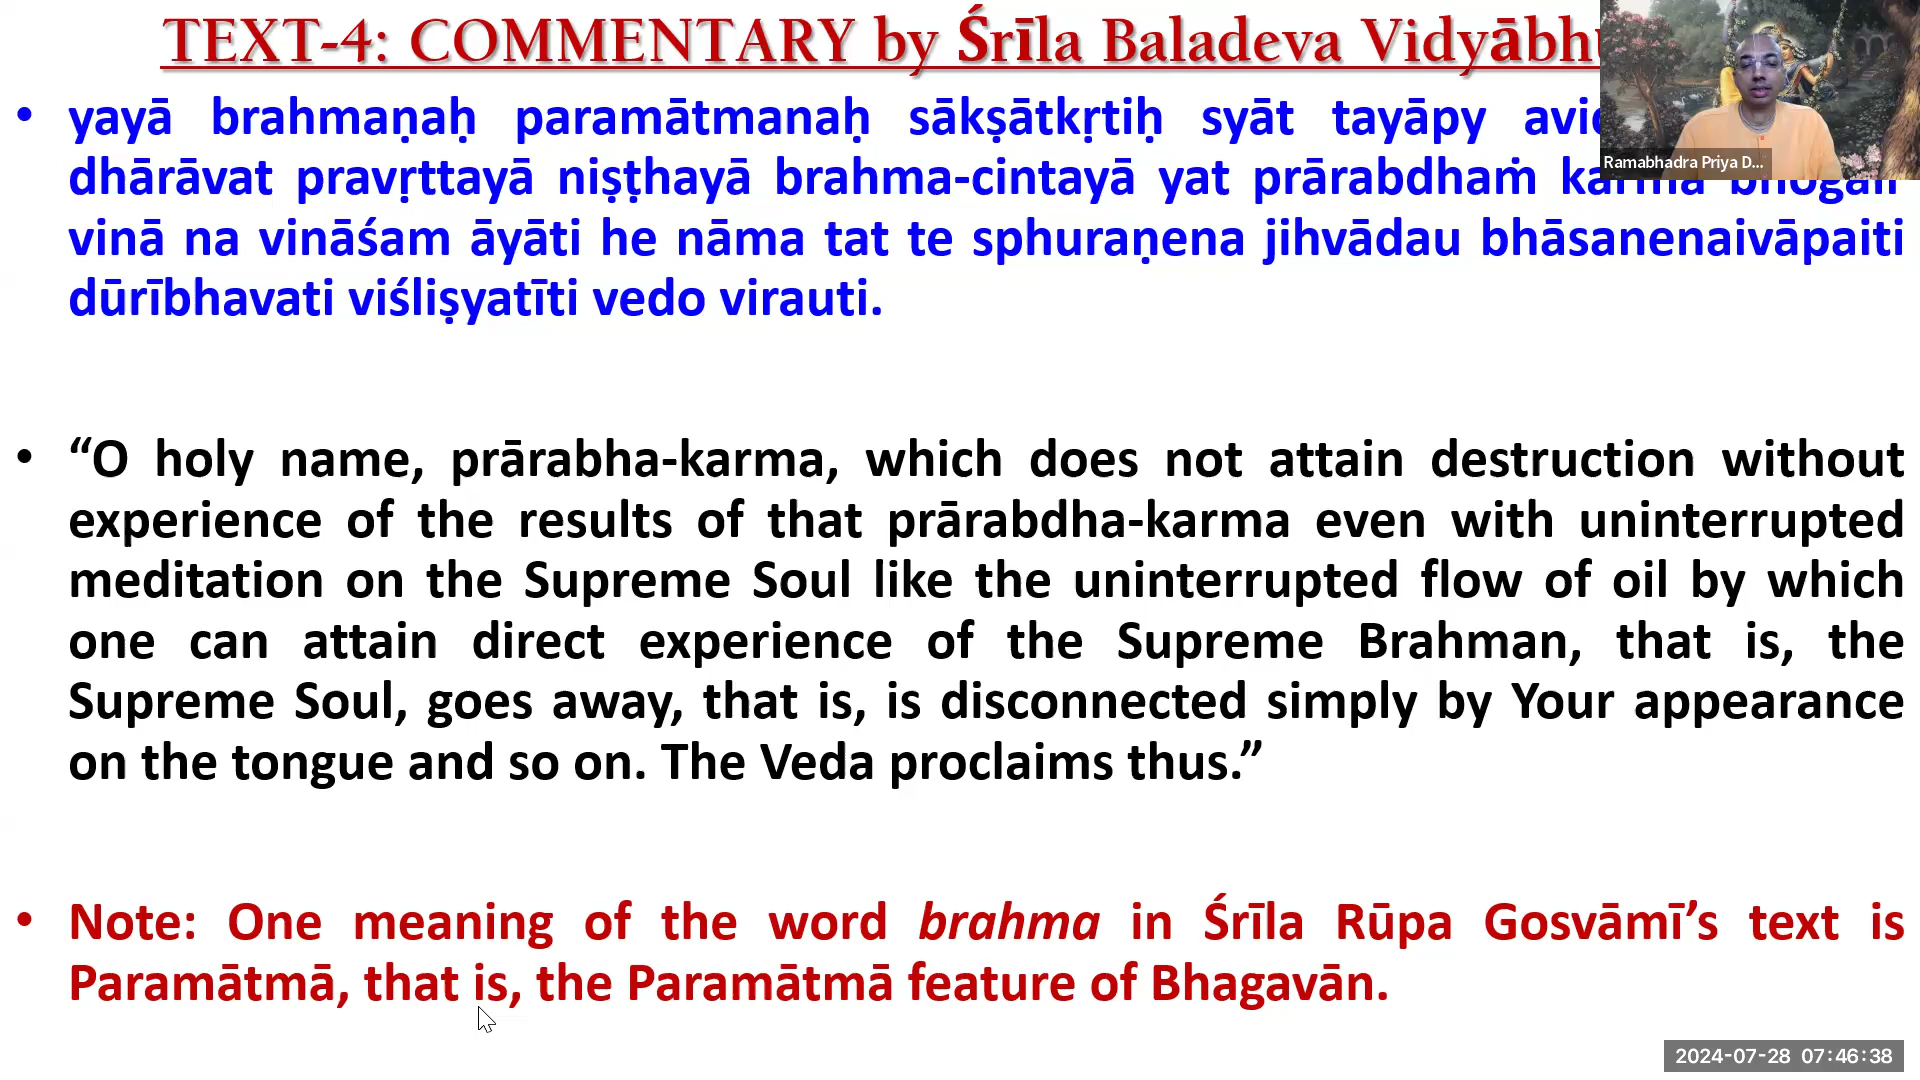 TEXT-4: COMMENTARY by Śrīla Baladeva
• yayā brahmaṇaḥ paramātmanaḥ sākṣātkṛtiḥ syāt tayāpy
dhārāvat pravṛttayā niṣṭhayā brahma-cintayā yat prārabdhaṁ karma bhogair
vinā na vināśam āyāti he nāma tat te sphuraṇena jihvādau bhāsanenaivāpaiti
dūrībhavati viśliṣyatīti vedo virauti.
• “O holy name, prārabha-karma, which does not attain destruction without
experience of the results of that prārabdha-karma even with uninterrupted
meditation on the Supreme Soul like the uninterrupted flow of oil by which
one can attain direct experience of the Supreme Brahman, that is, the
Supreme Soul, goes away, that is, is disconnected simply by Your appearance
on the tongue and so on. The Veda proclaims thus.”
• Note: One meaning of the word brahma in Śrīla Rūpa Gosvāmī’s text is
Paramātmā, that is, the Paramātmā feature of Bhagavān.
Ramabhadra Priya D...
2024-07-28 07:46:38